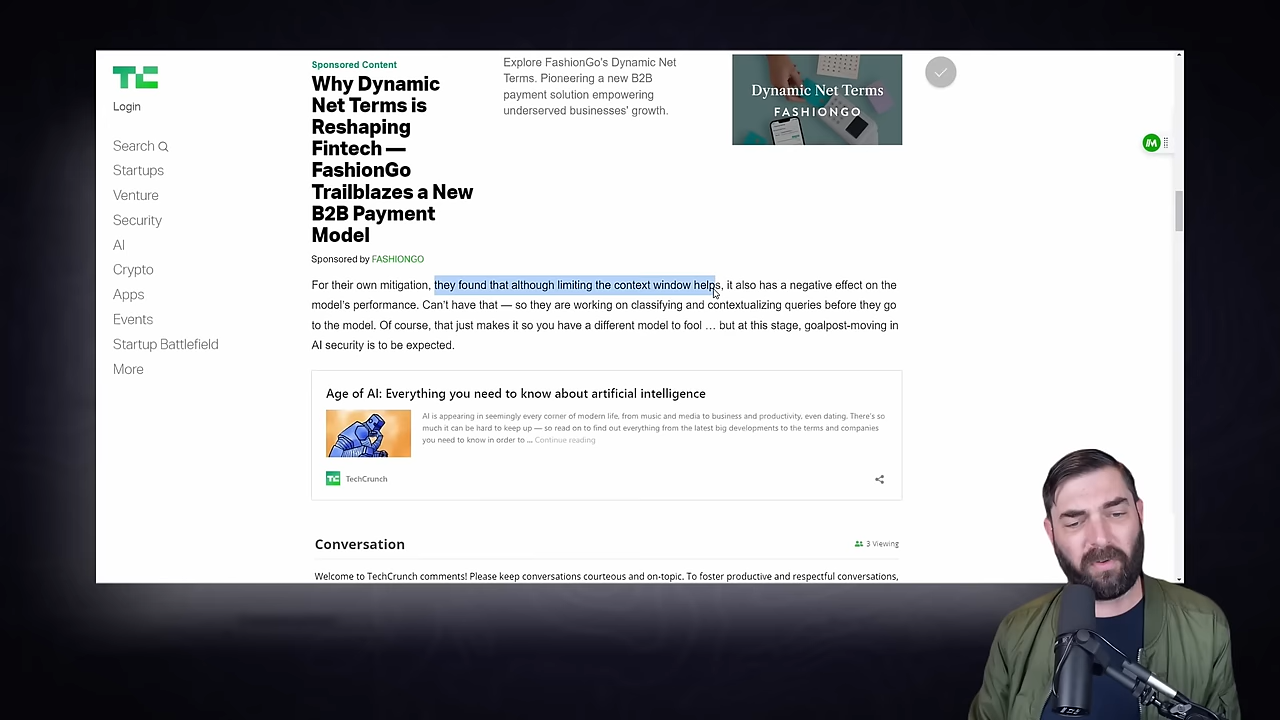 TC
Login
Search
Startups
Venture
Security
AI
Crypto
Apps
Events
Startup Battlefield
More
Sponsored Content
Why Dynamic
Net Terms is
Reshaping
Fintech —
FashionGo
Trailblazes a New
B2B Payment
Model
Sponsored by FASHIONGO
Explore FashionGo's Dynamic Net
Terms. Pioneering a new B2B
payment solution empowering
underserved businesses' growth.
Dynamic Net Terms
FASHIONGO
For their own mitigation, they found that although limiting the context window helps, it also has a negative effect on the
model's performance. Can't have that — so they are working on classifying and contextualizing queries before they go
to the model. Of course, that just makes it so you have a different model to fool … but at this stage, goalpost-moving in
AI security is to be expected.
Age of AI: Everything you need to know about artificial intelligence
AI is appearing in seemingly every corner of modern life, from music and media to business and productivity, even dating. There's so
much it can be hard to keep up — so read on to find out everything from the latest big developments to the terms and companies
you need to know in order to ... Continue reading
TC TechCrunch
Conversation
3 Viewing
Welcome to TechCrunch comments! Please keep conversations courteous and on-topic. To foster productive and respectful conversations,